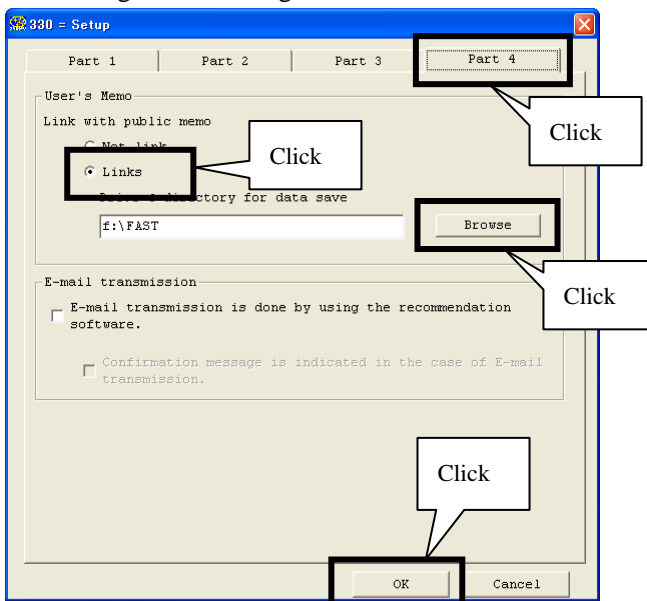 330 = Setup
Part 1 Part 2 Part 3 Part 4
User's Memo
Link with public memo
Click
Not link
Click
Links
directory for data save
f:\FAST
Browse
Click
E-mail transmission
E-mail transmission is done by using the recommendation
software.
Confirmation message is indicated in the case of E-mail
transmission.
Click
OK Cancel